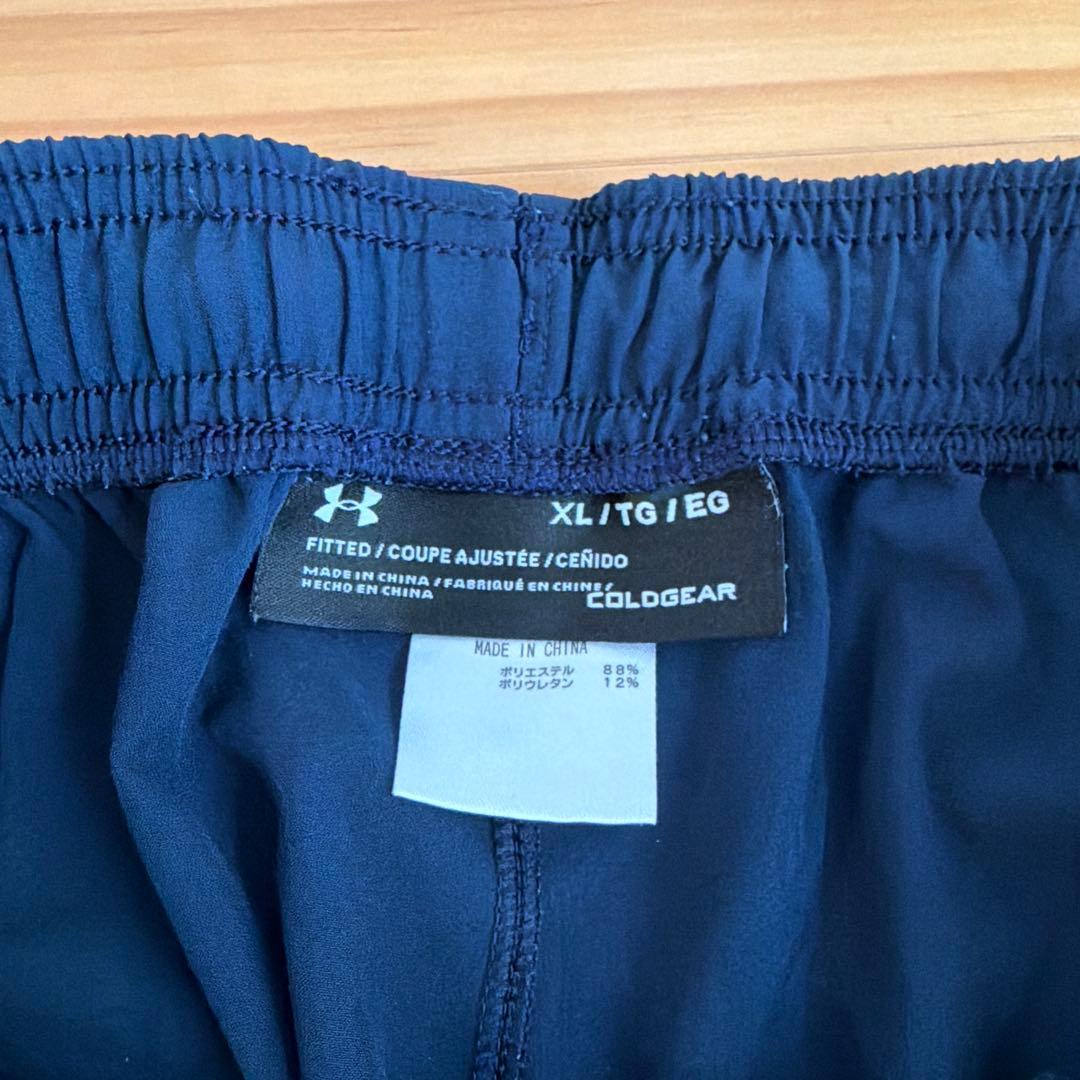 XL/TG/EG
FITTED/COUPE AJUSTÉE/CEÑIDO
MADE IN CHINA/FABRIQUÉ EN CHINE/
HECHO EN CHINA
COLDGEAR
MADE IN CHINA
ポリエステル 88%
ポリウレタン 12%